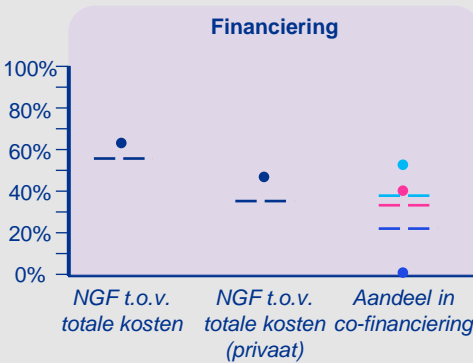 Financiering
100%
80%
60%
40%
20%
0%
NGF t.o.v.
totale kosten
NGF t.o.v.
totale kosten
(privaat)
Aandeel in
co-financiering